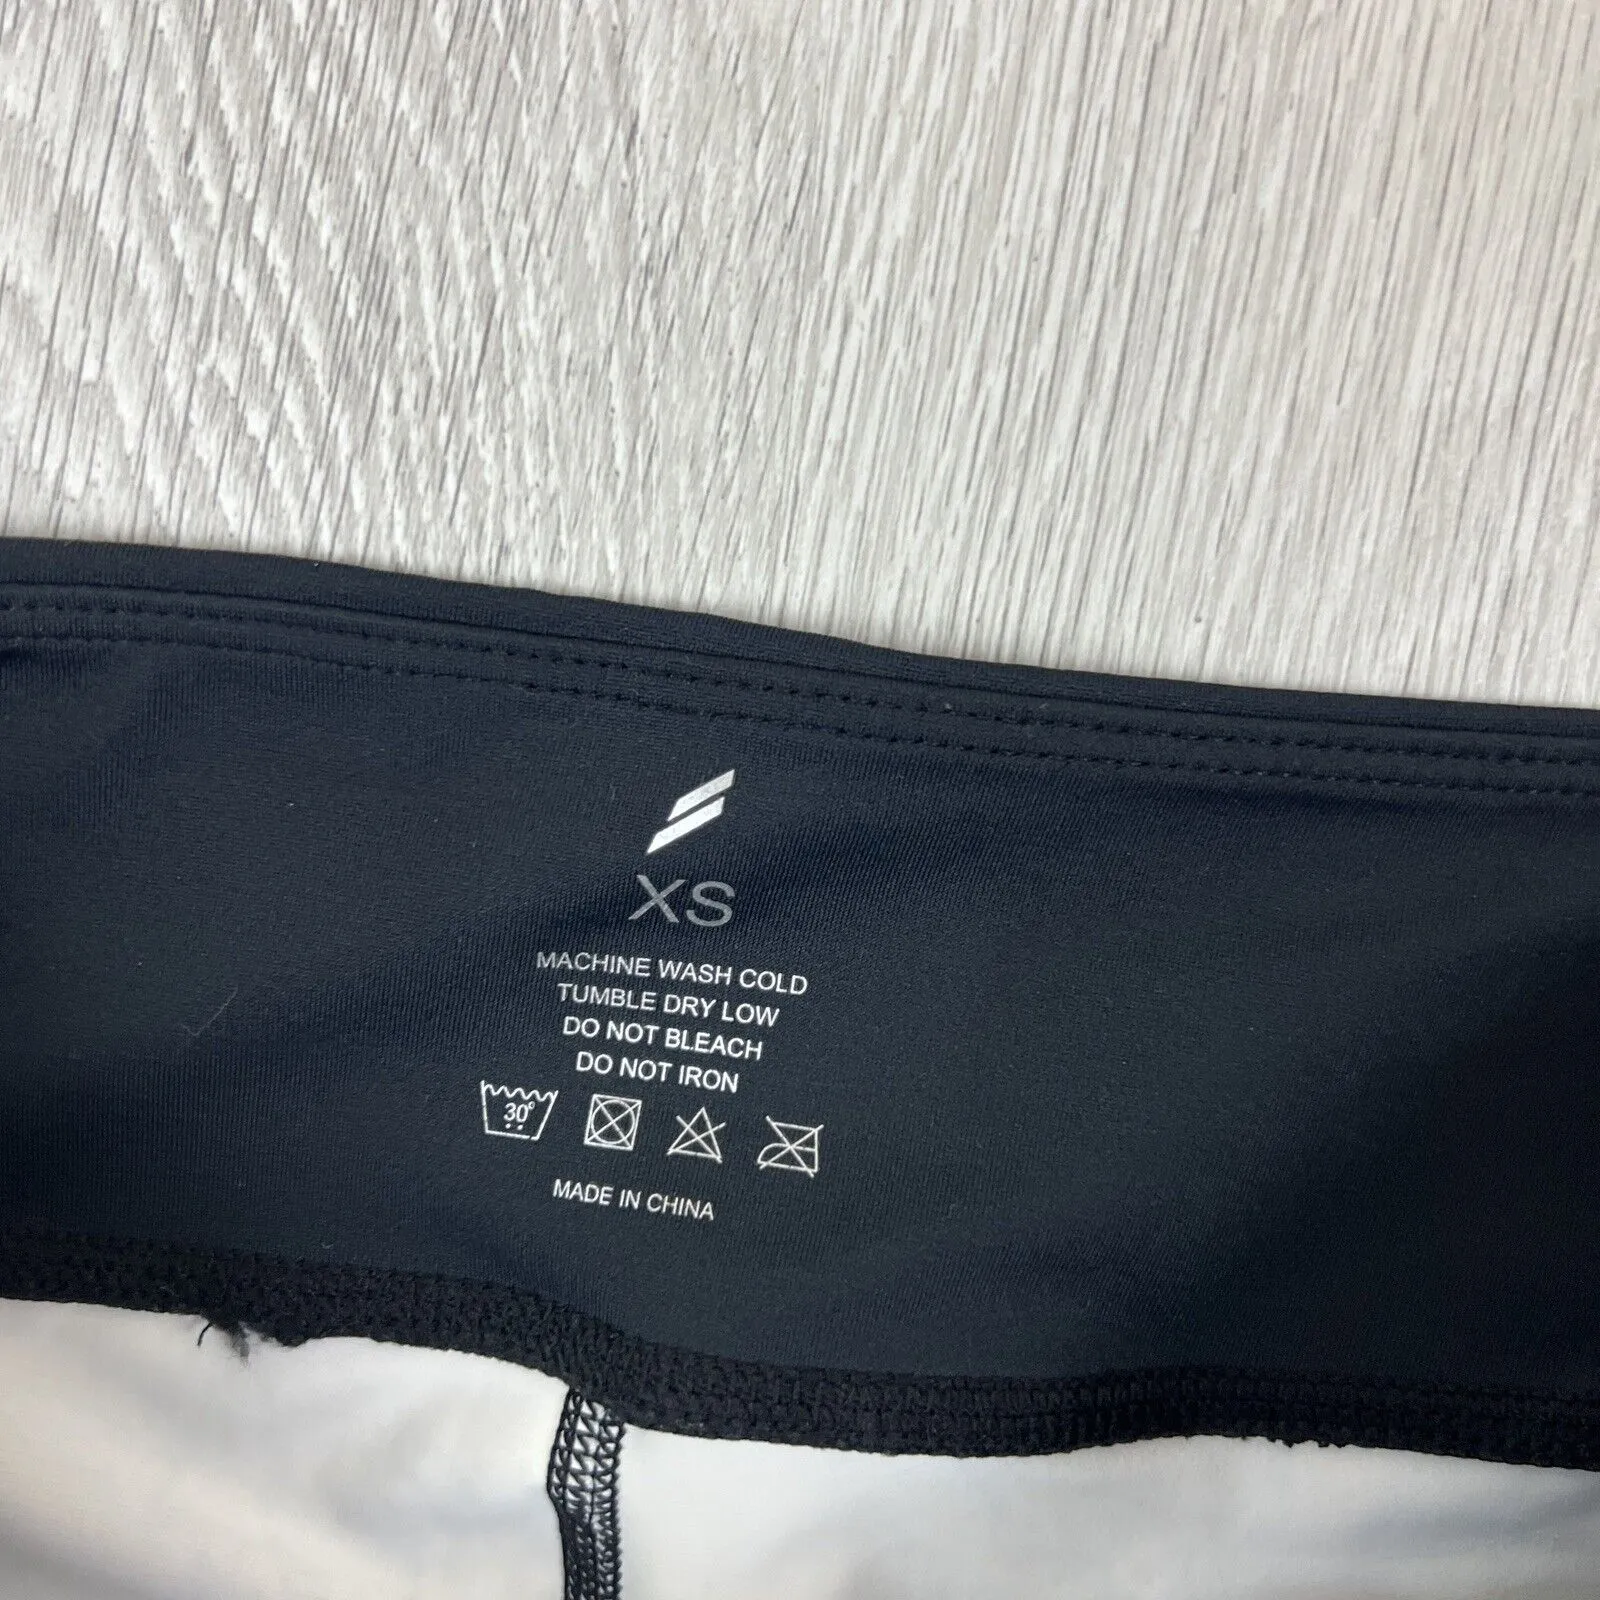 XS
MACHINE WASH COLD
TUMBLE DRY LOW
DO NOT BLEACH
DO NOT IRON
30°
MADE IN CHINA